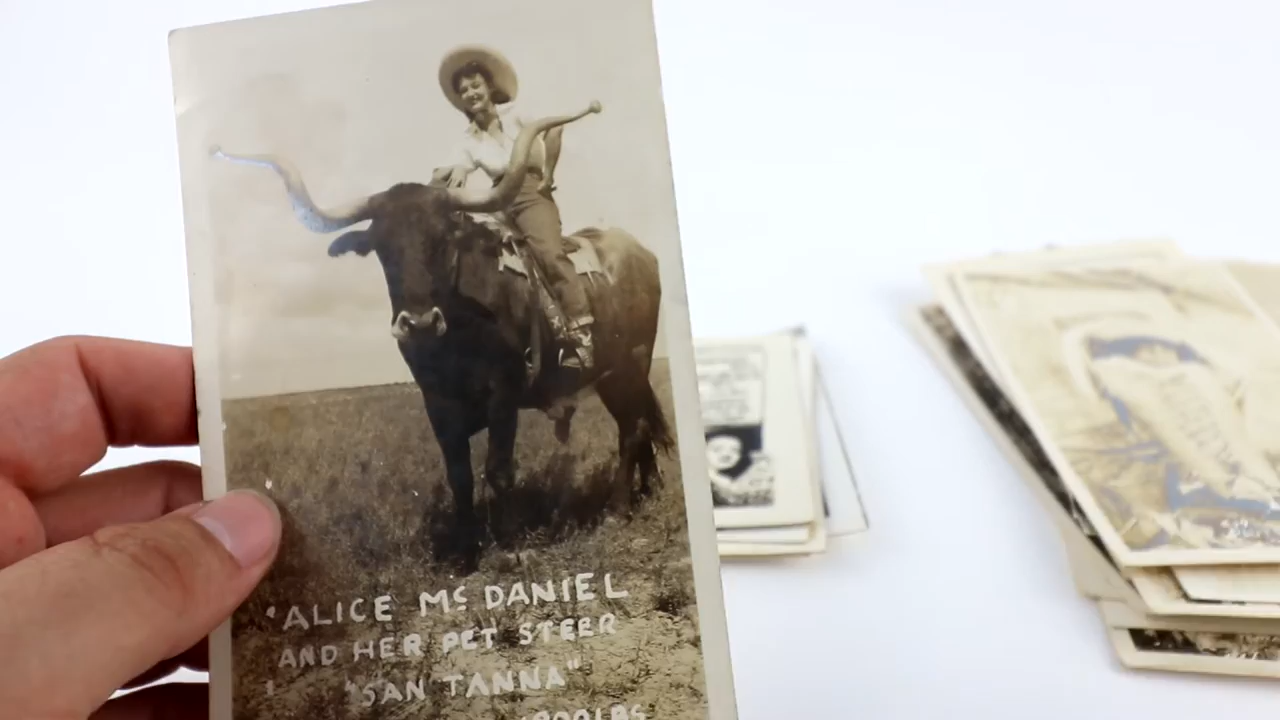 "ALICE Mc DANIEL
AND HER PET STEER
"SAN TANNA"